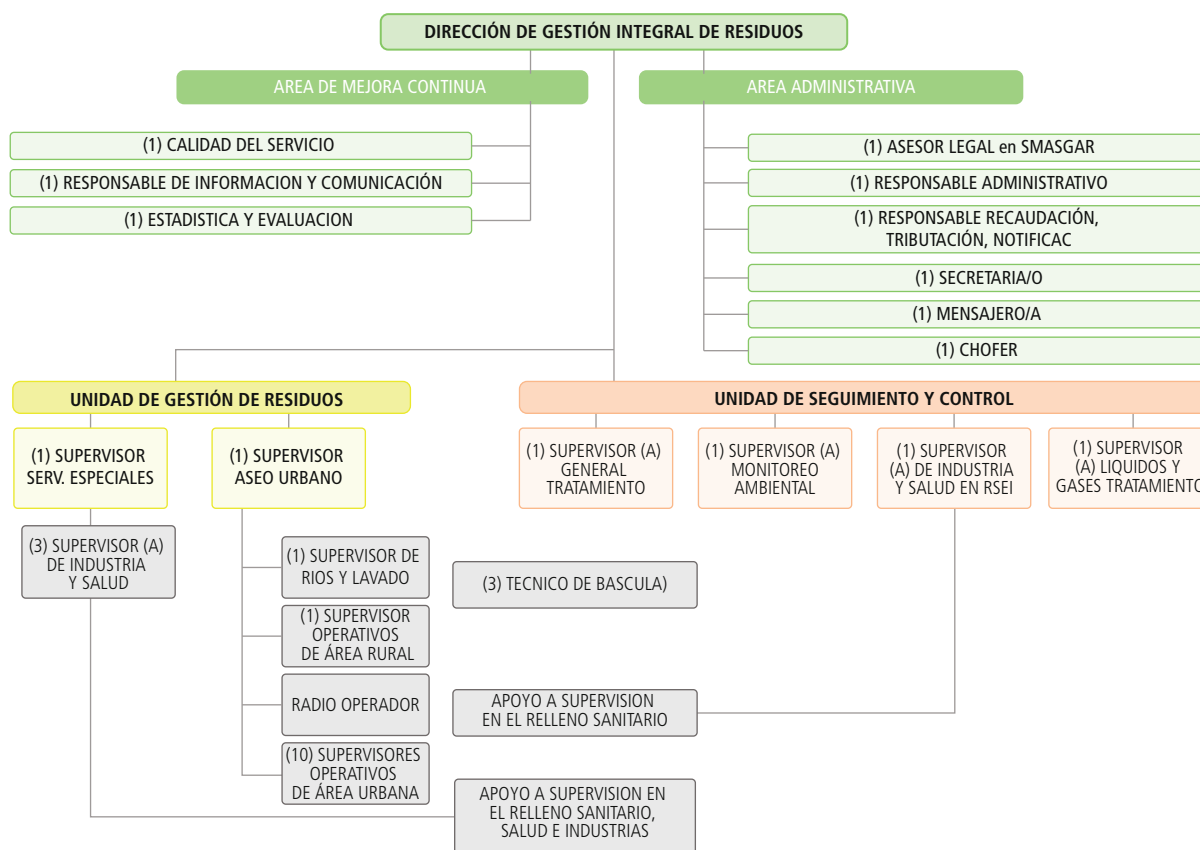 DIRECCIÓN DE GESTIÓN INTEGRAL DE RESIDUOS
AREA DE MEJORA CONTINUA
AREA ADMINISTRATIVA
(1) CALIDAD DEL SERVICIO
(1) RESPONSABLE DE INFORMACION Y COMUNICACIÓN
(1) ESTADISTICA Y EVALUACION
(1) ASESOR LEGAL en SMASGAR
(1) RESPONSABLE ADMINISTRATIVO
(1) RESPONSABLE RECAUDACIÓN,
TRIBUTACIÓN, NOTIFICAC
(1) SECRETARIA/O
(1) MENSAJERO/A
(1) CHOFER
UNIDAD DE GESTIÓN DE RESIDUOS
(1) SUPERVISOR
SERV. ESPECIALES
(1) SUPERVISOR
ASEO URBANO
(3) SUPERVISOR (A)
DE INDUSTRIA
Y SALUD
(1) SUPERVISOR DE
RIOS Y LAVADO
(1) SUPERVISOR
OPERATIVOS
DE ÁREA RURAL
RADIO OPERADOR
(10) SUPERVISORES
OPERATIVOS
DE ÁREA URBANA
UNIDAD DE SEGUIMIENTO Y CONTROL
(1) SUPERVISOR (A)
GENERAL
TRATAMIENTO
(1) SUPERVISOR (A)
MONITOREO
AMBIENTAL
(1) SUPERVISOR
(A) DE INDUSTRIA
Y SALUD EN RSEI
(1) SUPERVISOR
(A) LIQUIDOS Y
GASES TRATAMIENTO
(3) TECNICO DE BASCULA)
APOYO A SUPERVISION
EN EL RELLENO SANITARIO
APOYO A SUPERVISION EN
EL RELLENO SANITARIO,
SALUD E INDUSTRIAS